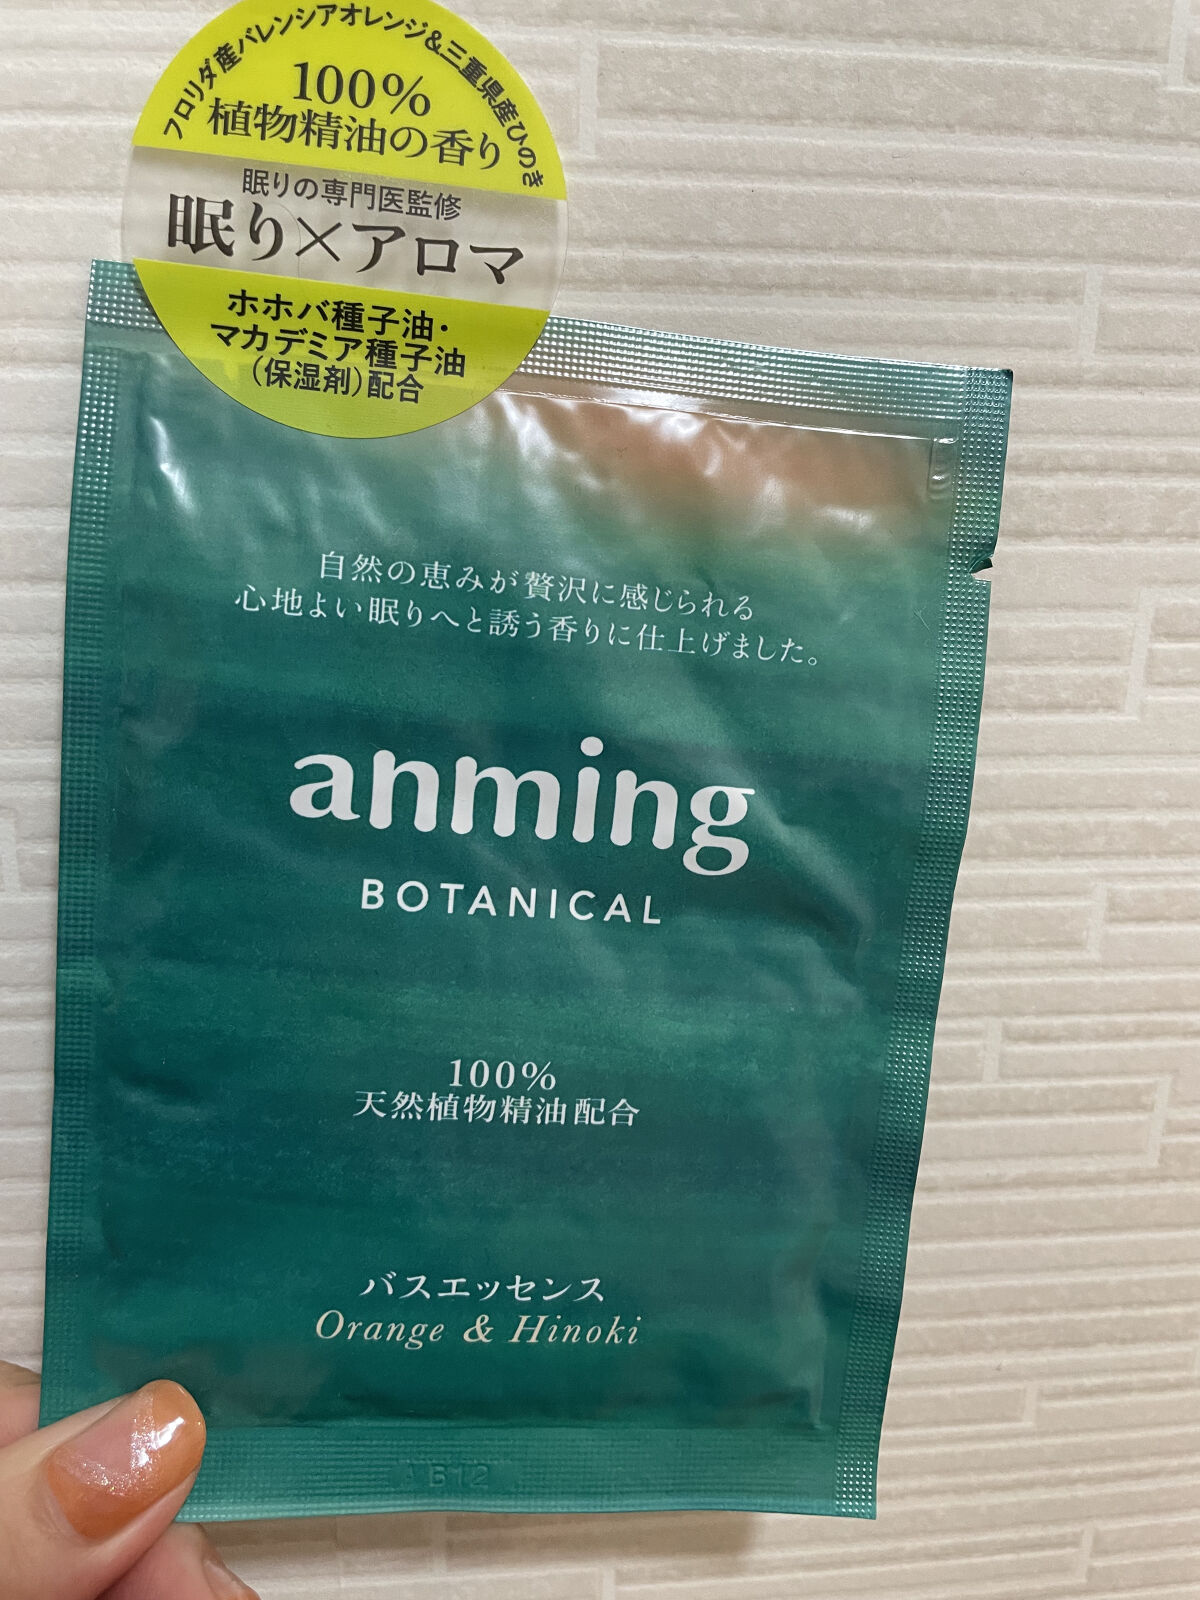 フロリダ産バレンシアオレンジ&三重県産ひのき
100%
植物精油の香り
眠りの専門医監修
眠り×アロマ
ホホバ種子油・
マカデミア種子油
(保湿剤)配合
自然の恵みが贅沢に感じられる
心地よい眠りへと誘う香りに仕上げました。
anming
BOTANICAL
100%
天然植物精油配合
バスエッセンス
Orange & Hinoki